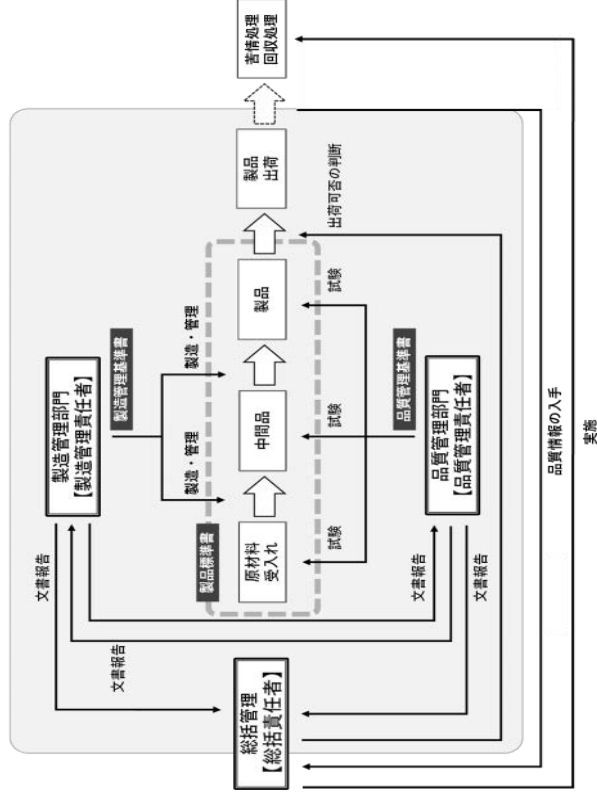 製造管理部門
【製造管理責任者】
製造管理基準書
文書報告
文書報告
製造・管理
製造・管理
総括管理
【総括責任者】
製品標準書
原材料
受入れ
中間品
製品
製品
出荷
苦情処理
回収処理
試験
試験
試験
出荷可否の判断
文書報告
文書報告
品質管理基準書
品質管理部門
【品質管理責任者】
品質情報の入手
実施